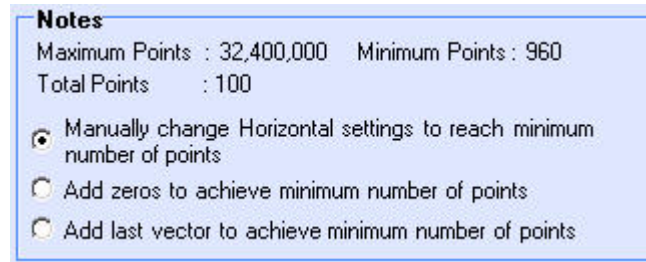 Notes
Maximum Points : 32,400,000 Minimum Points : 960
Total Points : 100
Manually change Horizontal settings to reach minimum
number of points
Add zeros to achieve minimum number of points
Add last vector to achieve minimum number of points